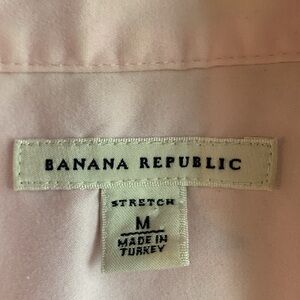 BANANA REPUBLIC
STRETCH
M
MADE IN
TURKEY